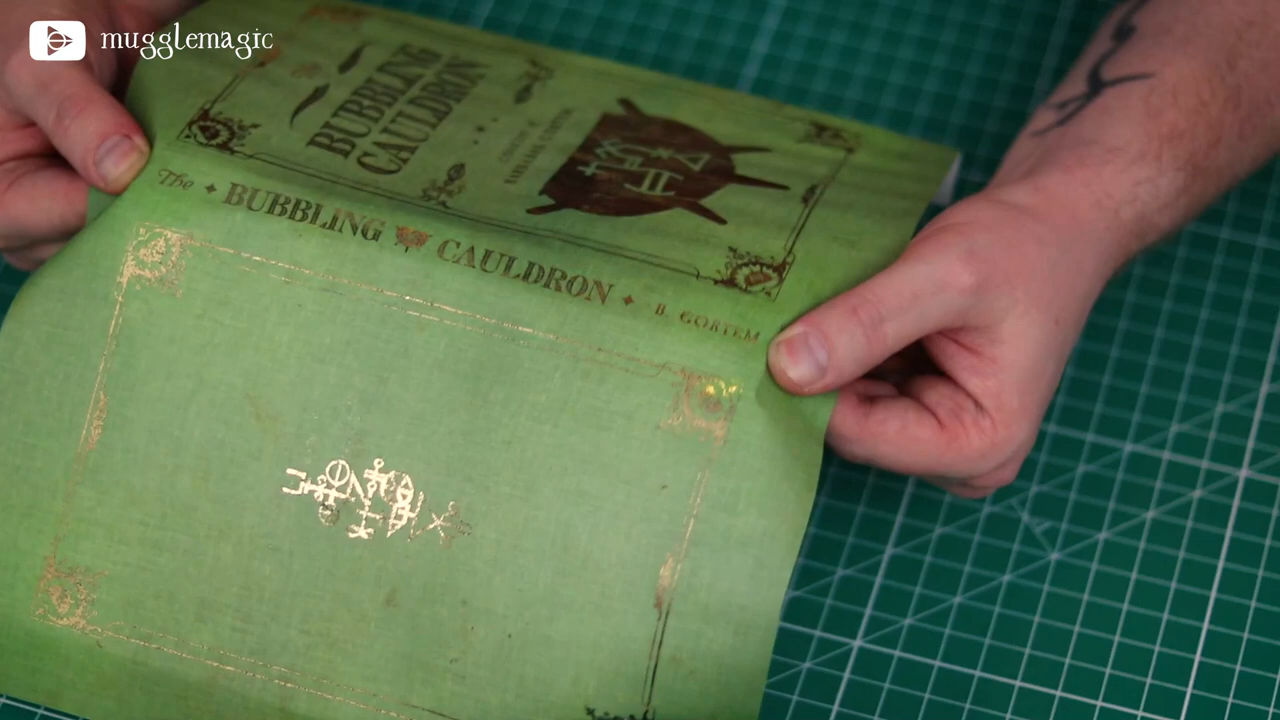 mugglemagic
BUBBLING
CAULDRON
The ✦ BUBBLING CAULDRON ✦ B. GORTEM